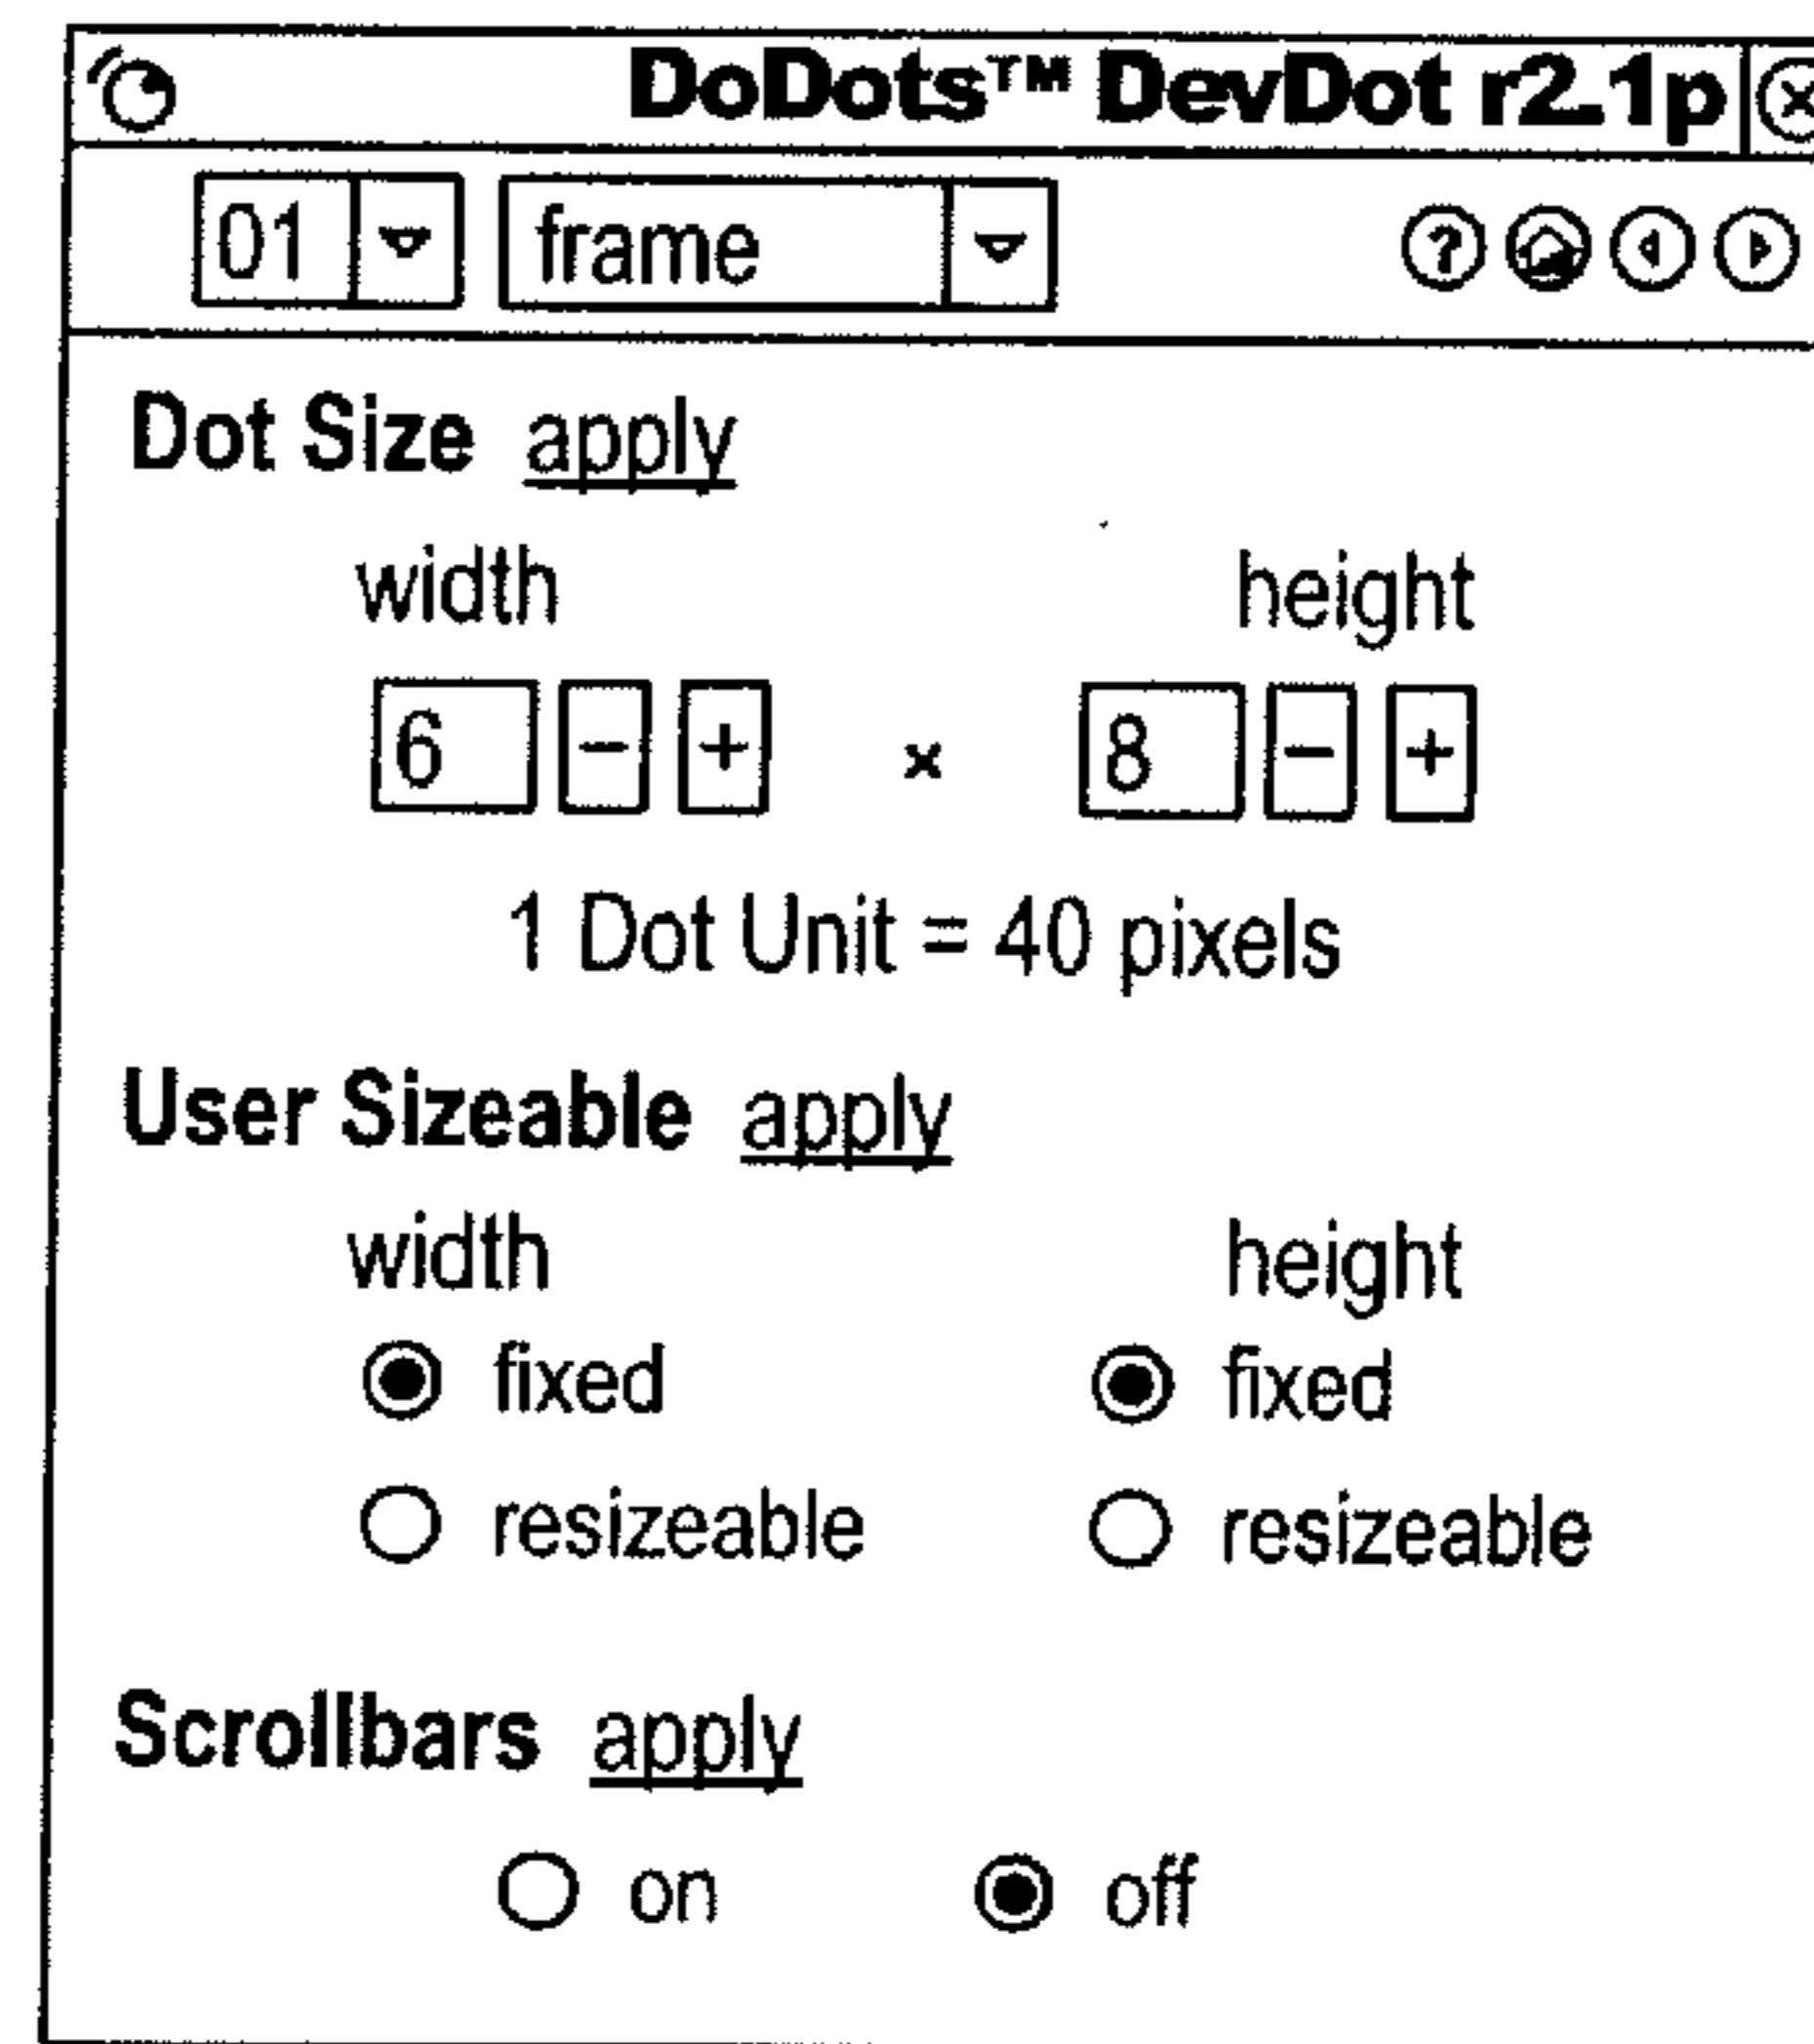 DoDots™ DevDot r2.1p
01 frame ?
Dot Size apply
width height
6 - + x 8 - +
1 Dot Unit = 40 pixels
User Sizeable apply
width height
fixed fixed
resizeable resizeable
Scrollbars apply
on off